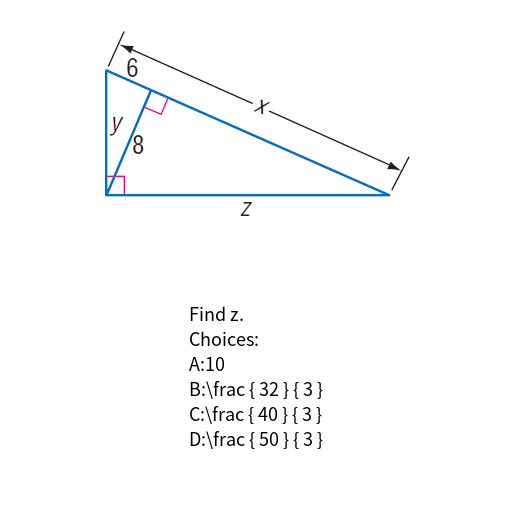 6
x
y
8
z
Find z.
Choices:
A:10
B:\frac { 32 } { 3 }
C:\frac { 40 } { 3 }
D:\frac { 50 } { 3 }